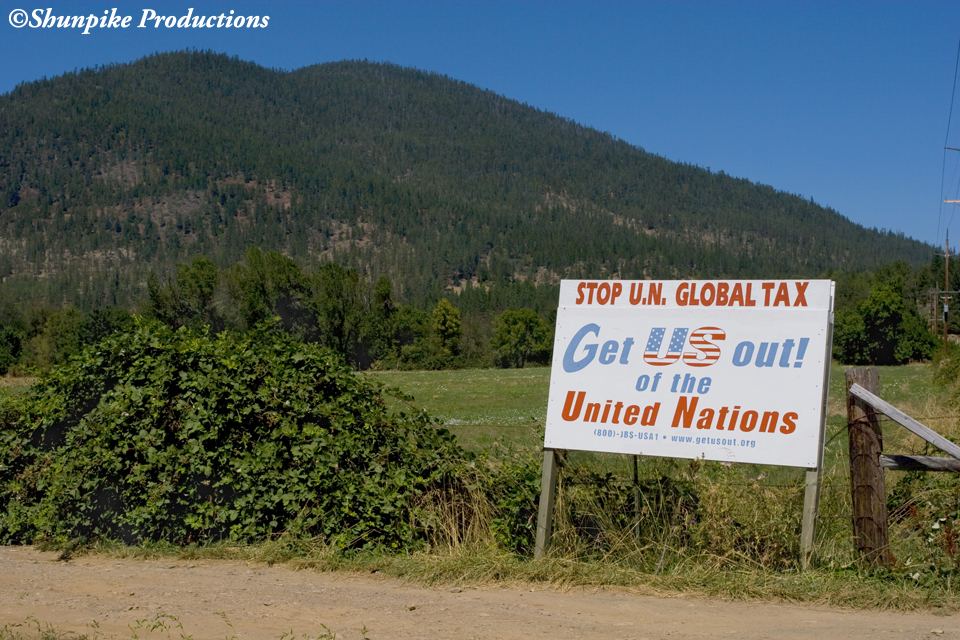 ©Shunpike Productions
STOP U.N. GLOBAL TAX
Get US out!
of the
United Nations
(800)-JBS-USA1 • www.getusout.org